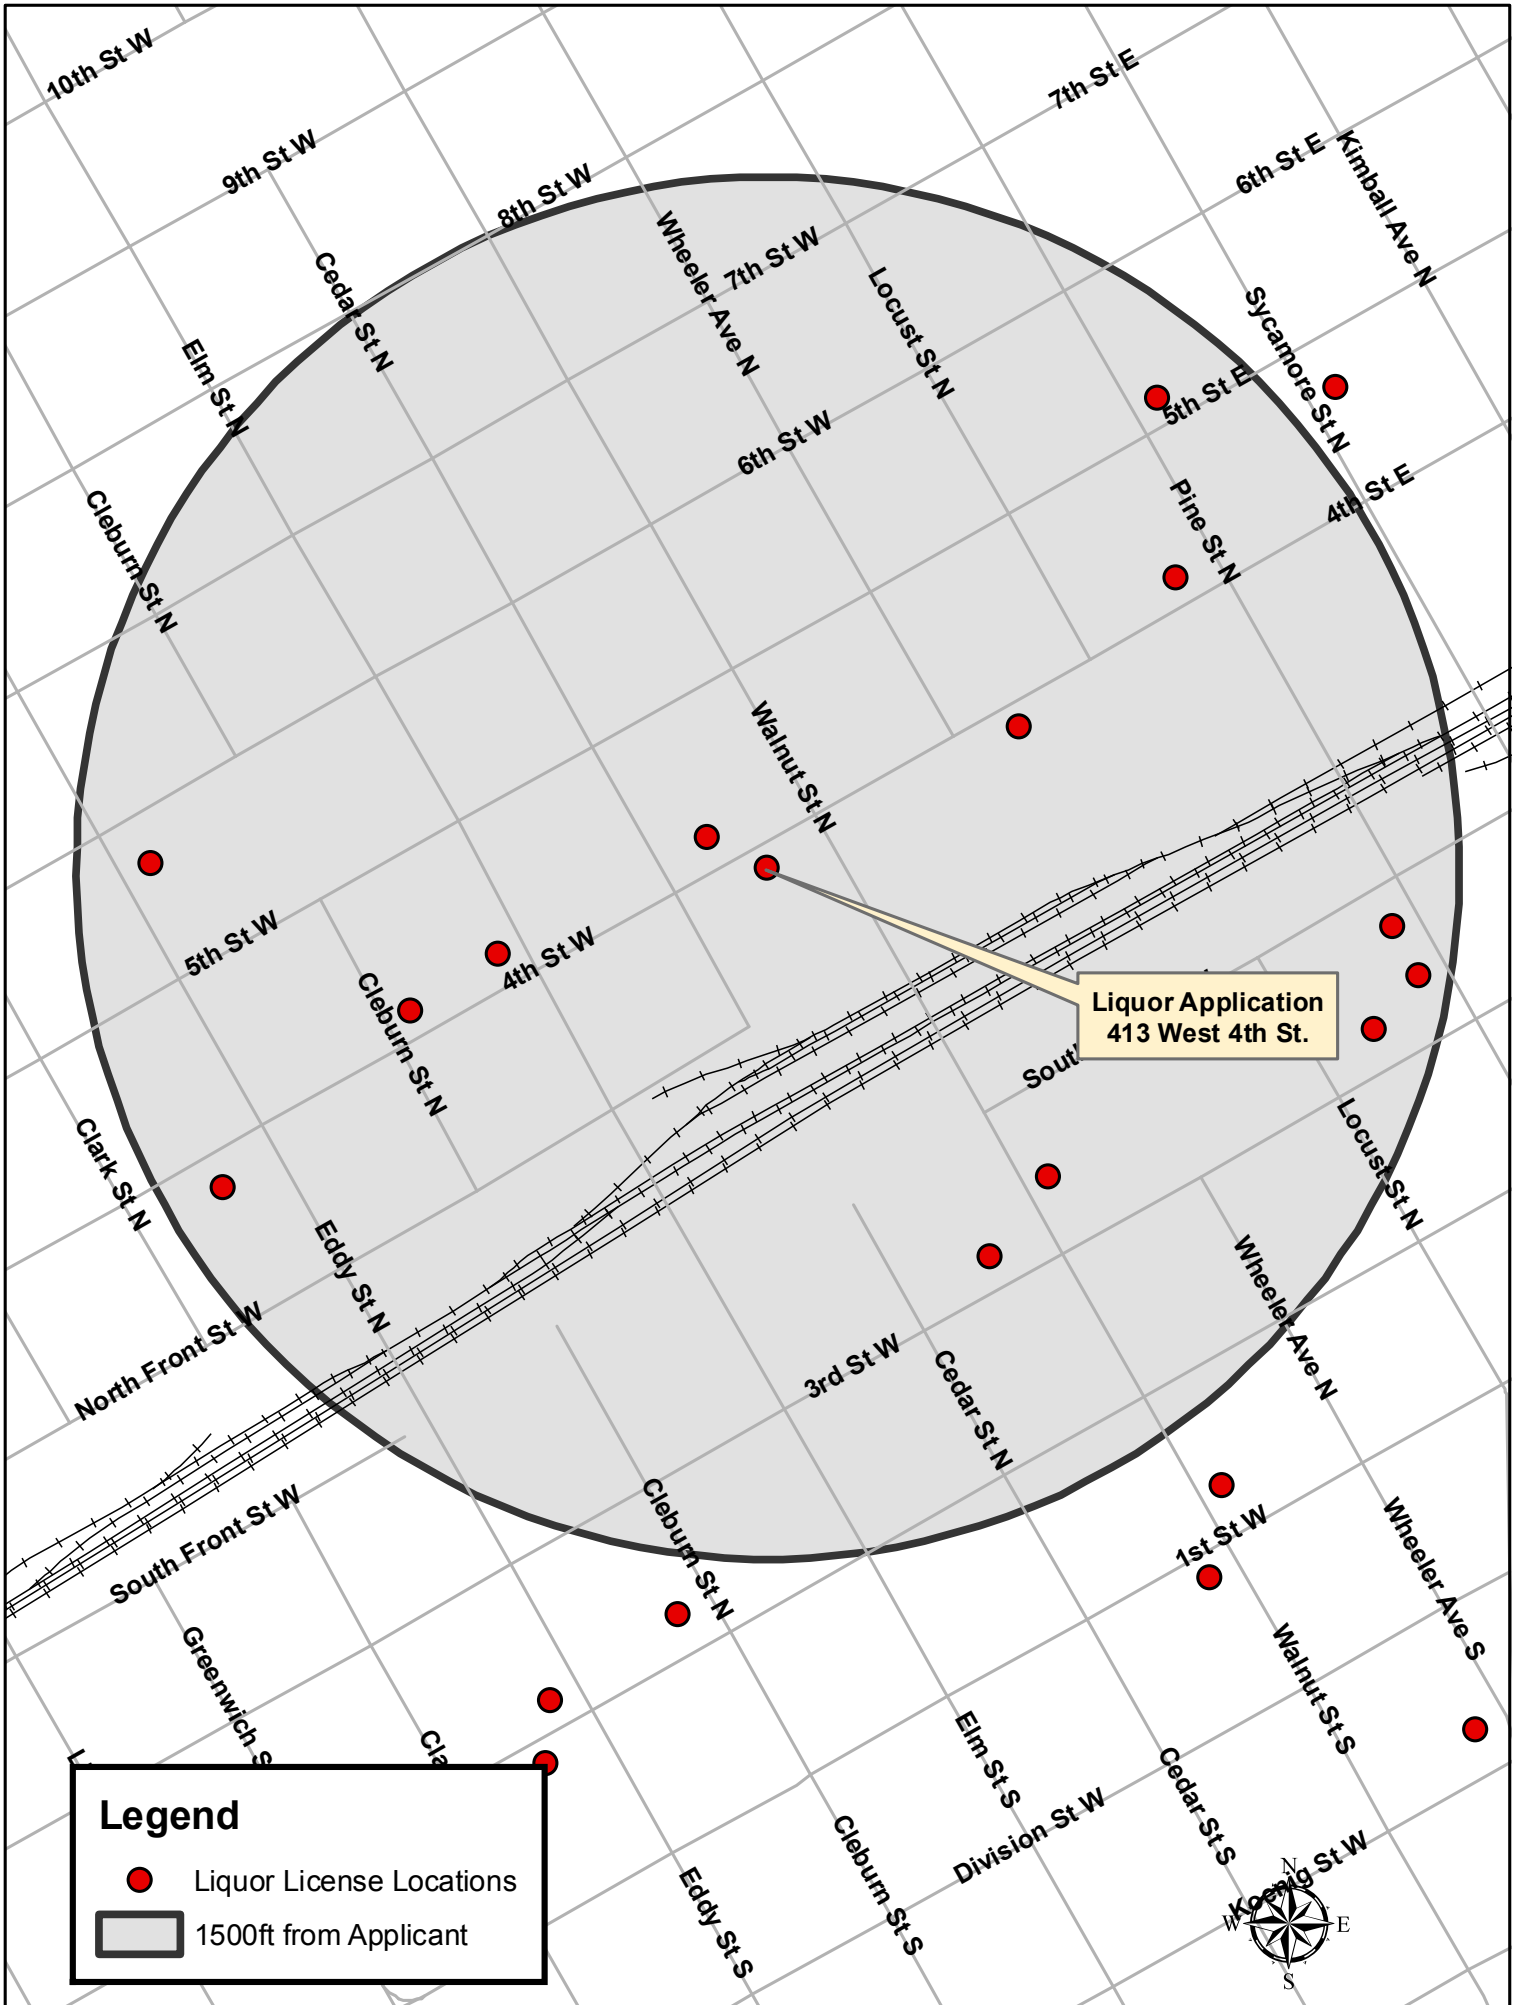 10th St W
7th St E
9th St W
6th St E
Kimball Ave N
8th St W
Wheeler Ave N
7th St W
Cedar St N
Locust St N
Sycamore St N
Elm St N
5th St E
6th St W
4th St E
Pine St N
Cleburn St N
Walnut St N
5th St W
4th St W
Cleburn St N
Liquor Application
413 West 4th St.
Clark St N
Locust St N
Eddy St N
Wheeler Ave N
North Front St W
3rd St W
Cedar St N
Cleburn St N
South Front St W
1st St W
Wheeler Ave S
Greenwich S
Walnut St S
Elm St S
Cedar St S
Division St W
Cleburn St S
Koenig St W
Eddy St S
Legend
Liquor License Locations
1500ft from Applicant
N
W
E
S